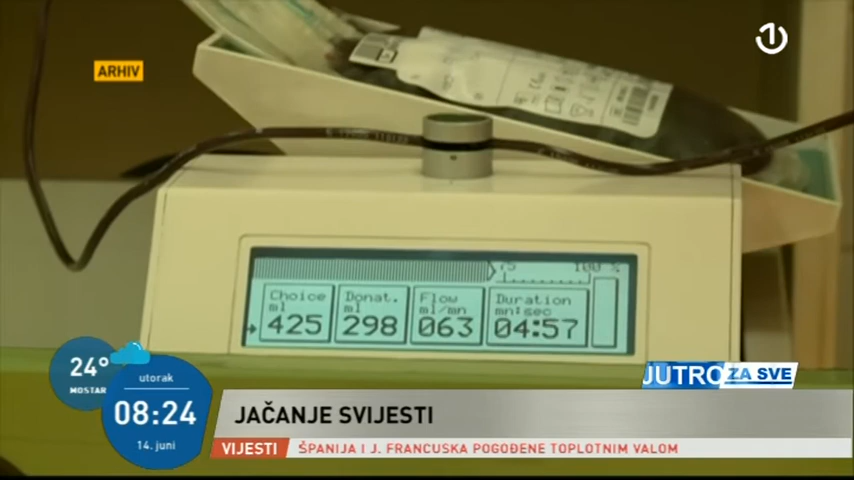 ARHIV
1
75 100 %
Choice
ml
425
Donat.
ml
298
Flow
ml/mn
063
Duration
mn:sec
04:57
24°
MOSTAR
utorak
08:24
14. juni
JUTRO ZA SVE
JAČANJE SVIJESTI
VIJESTI ŠPANIJA I J. FRANCUSKA POGOĐENE TOPLOTNIM VALOM